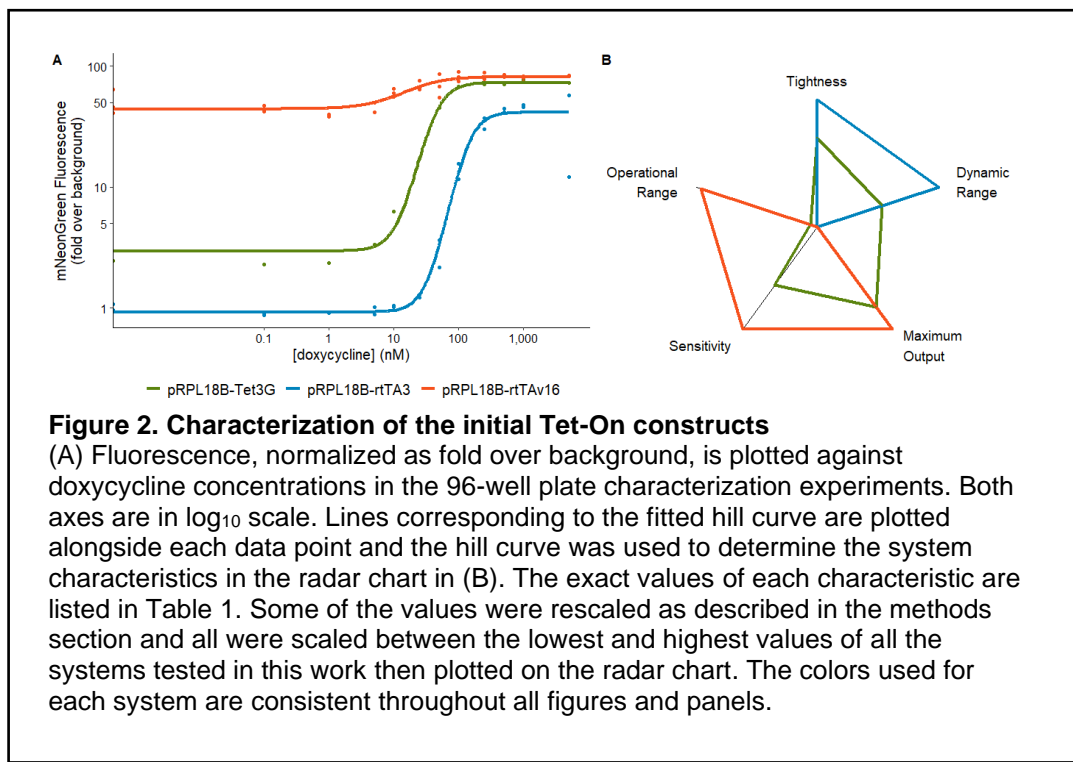 A
B
100
50
10
5
1
mNeonGreen Fluorescence
(fold over background)
0.1
1
10
100
1,000
[doxycycline] (nM)
Tightness
Operational
Range
Dynamic
Range
Sensitivity
Maximum
Output
pRPL18B-Tet3G pRPL18B-rtTA3 pRPL18B-rtTAv16
Figure 2. Characterization of the initial Tet-On constructs
(A) Fluorescence, normalized as fold over background, is plotted against
doxycycline concentrations in the 96-well plate characterization experiments. Both
axes are in log₁₀ scale. Lines corresponding to the fitted hill curve are plotted
alongside each data point and the hill curve was used to determine the system
characteristics in the radar chart in (B). The exact values of each characteristic are
listed in Table 1. Some of the values were rescaled as described in the methods
section and all were scaled between the lowest and highest values of all the
systems tested in this work then plotted on the radar chart. The colors used for
each system are consistent throughout all figures and panels.